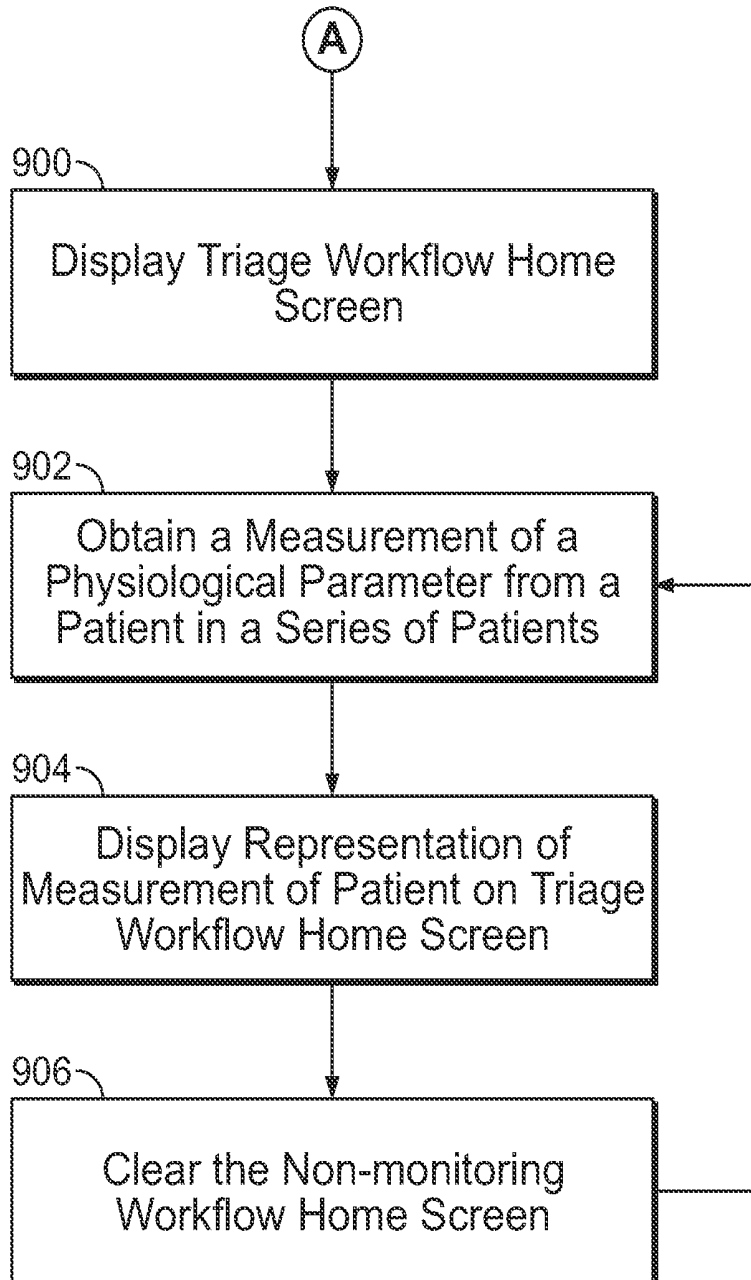 A
900
Display Triage Workflow Home
Screen
902
Obtain a Measurement of a
Physiological Parameter from a
Patient in a Series of Patients
904
Display Representation of
Measurement of Patient on Triage
Workflow Home Screen
906
Clear the Non-monitoring
Workflow Home Screen